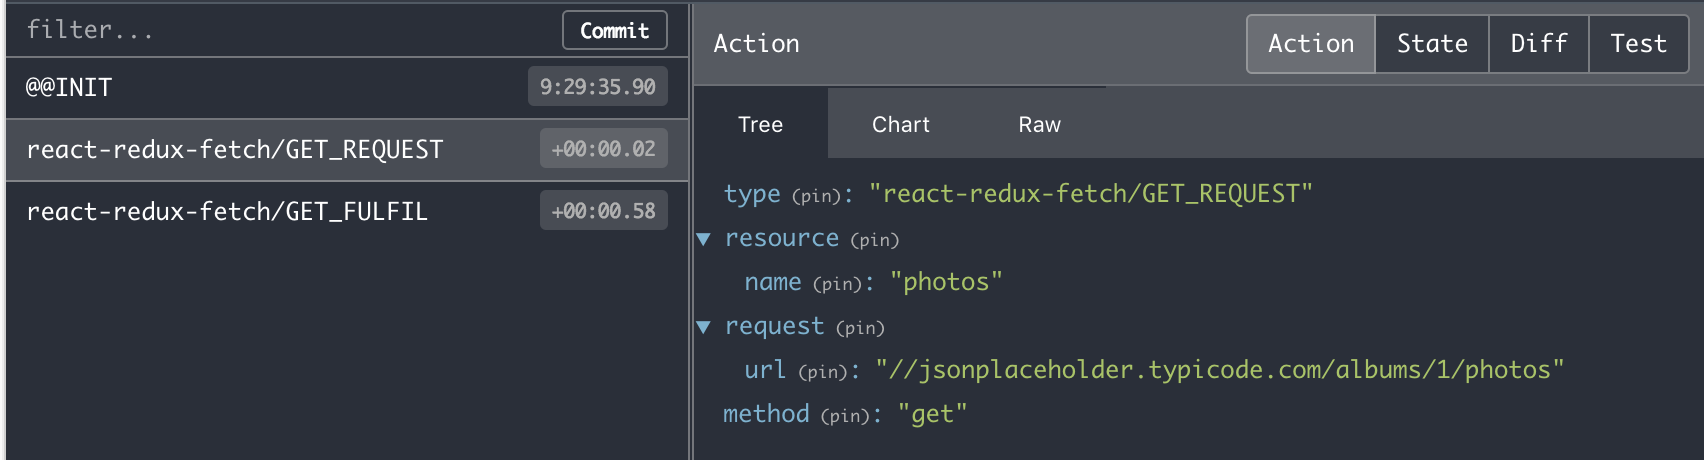 filter... Commit
@@INIT 9:29:35.90
react-redux-fetch/GET_REQUEST +00:00.02
react-redux-fetch/GET_FULFIL +00:00.58
Action Action State Diff Test
Tree Chart Raw
type (pin): "react-redux-fetch/GET_REQUEST"
▼ resource (pin)
name (pin): "photos"
▼ request (pin)
url (pin): "//jsonplaceholder.typicode.com/albums/1/photos"
method (pin): "get"